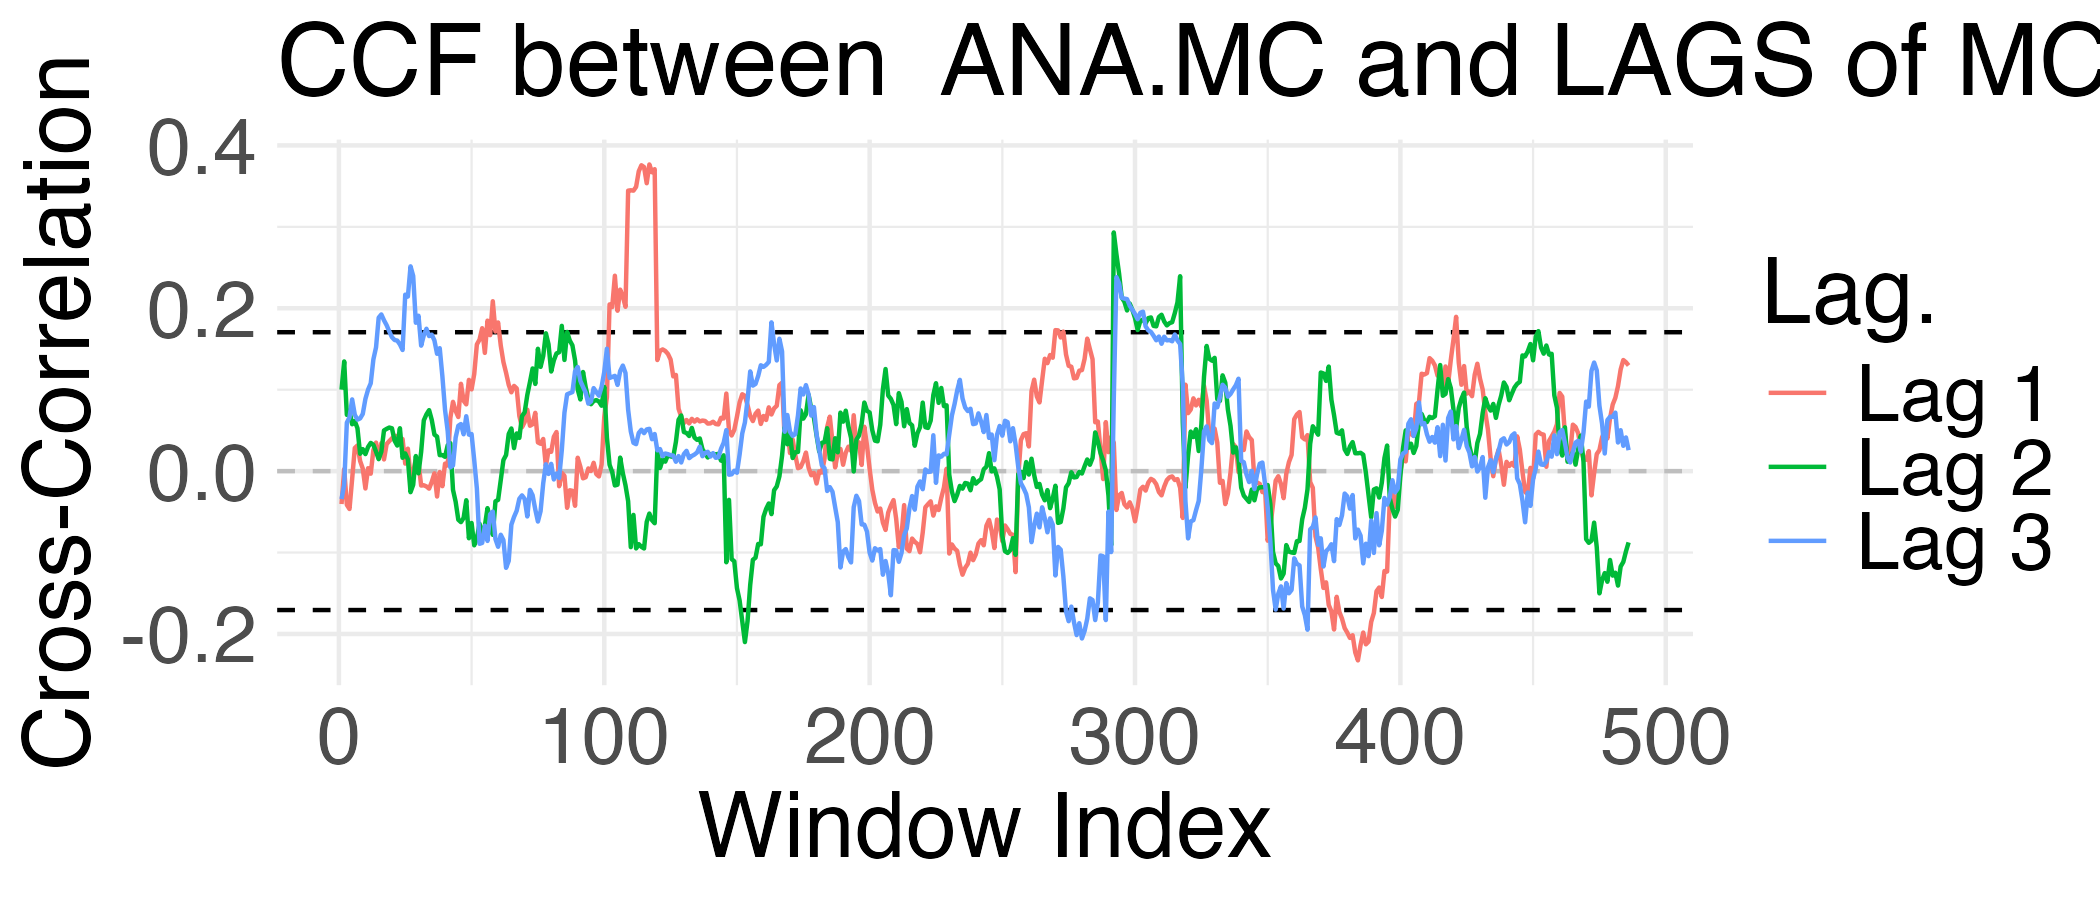 CCF between ANA.MC and LAGS of MC
Cross-Correlation
0.4
0.2
0.0
-0.2
0 100 200 300 400 500
Window Index
Lag.
Lag 1
Lag 2
Lag 3